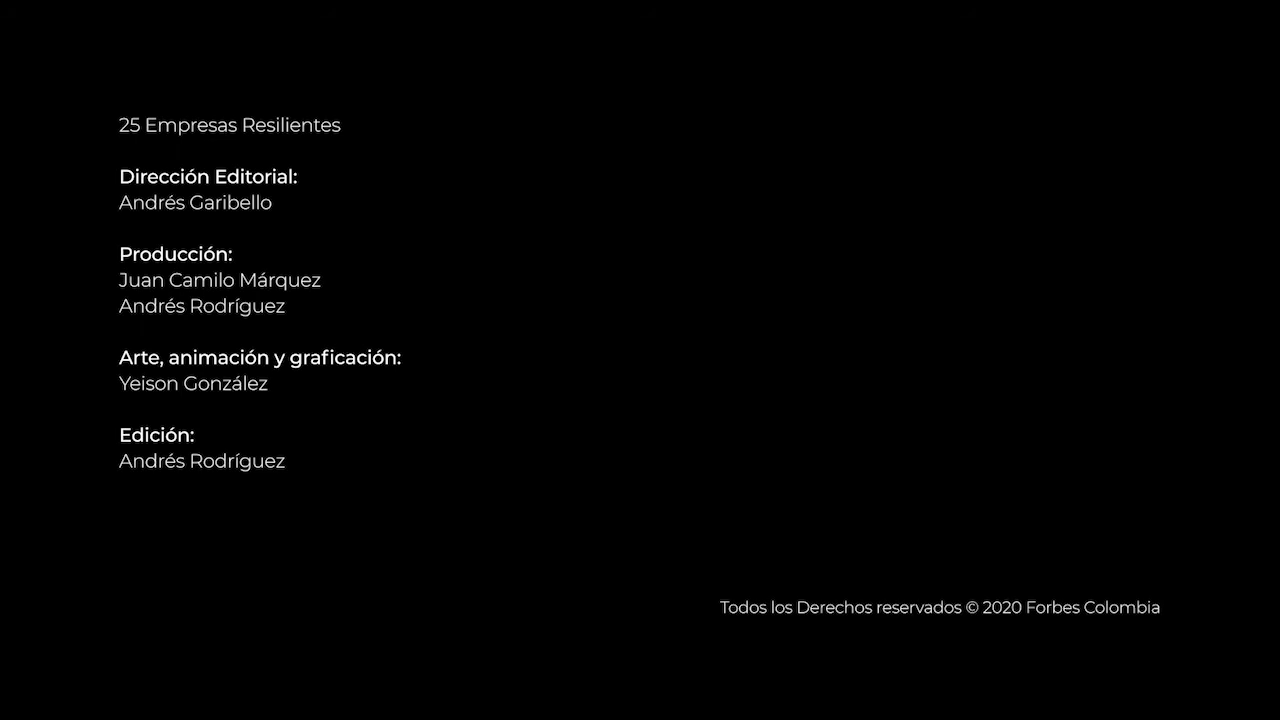 25 Empresas Resilientes
Dirección Editorial:
Andrés Garibello
Producción:
Juan Camilo Márquez
Andrés Rodríguez
Arte, animación y graficación:
Yeison González
Edición:
Andrés Rodríguez
Todos los Derechos reservados © 2020 Forbes Colombia